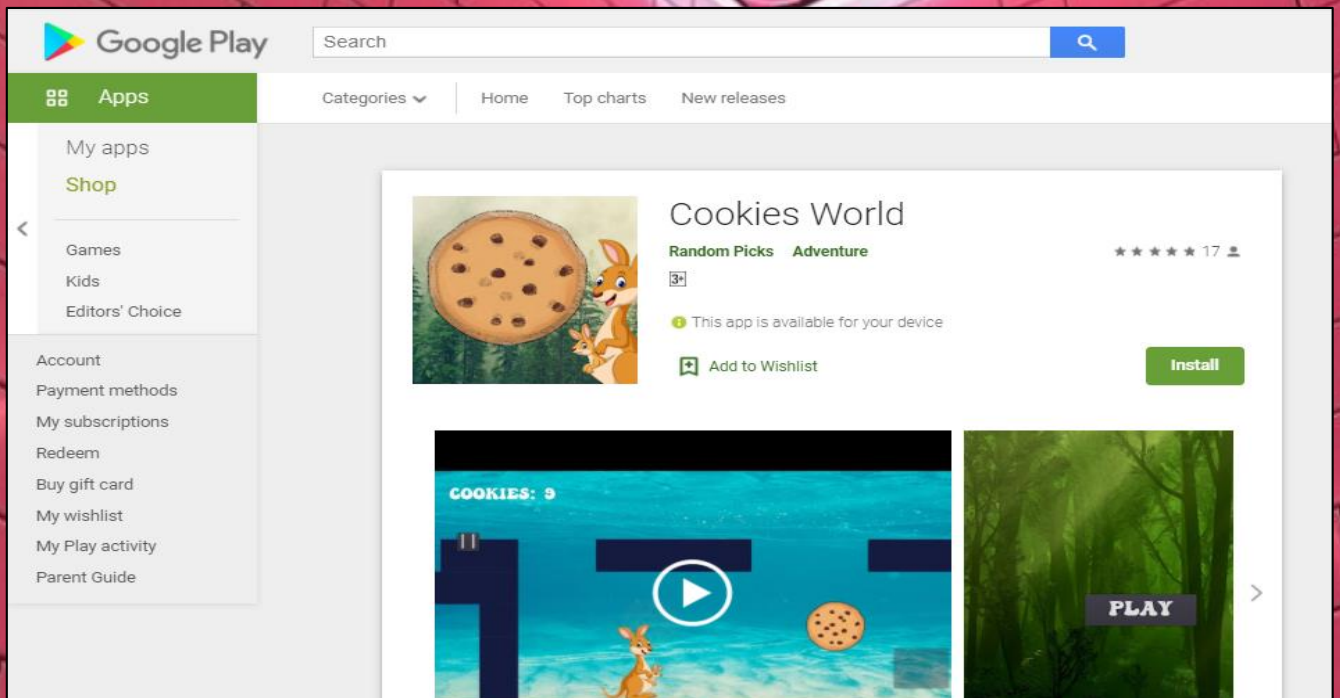 Google Play
Search
Apps
Categories
Home
Top charts
New releases
My apps
Shop
Games
Kids
Editors' Choice
Account
Payment methods
My subscriptions
Redeem
Buy gift card
My wishlist
My Play activity
Parent Guide
Cookies World
Random Picks Adventure
17
3+
This app is available for your device
Add to Wishlist
Install
COOKIES: 9
PLAY